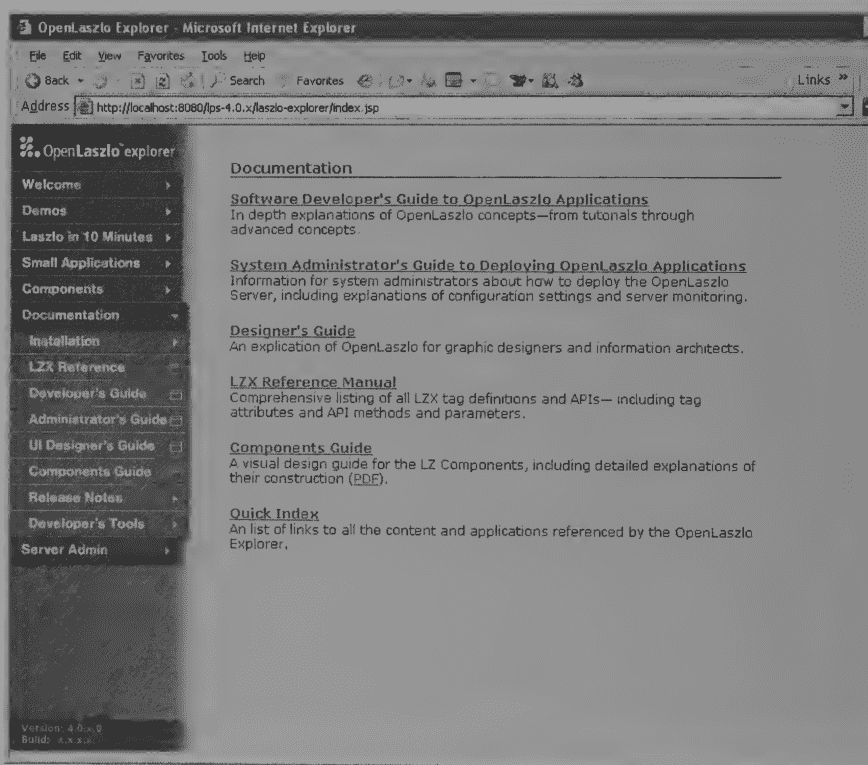 OpenLaszlo Explorer - Microsoft Internet Explorer
File Edit View Favorites Tools Help
Back Search Favorites Links »
Address http://localhost:8080/lps-4.0.x/laszlo-explorer/index.jsp
OpenLaszlo explorer
Welcome
Demos
Laszlo in 10 Minutes
Small Applications
Components
Documentation
Installation
LZX Reference
Developer's Guide
Administrator's Guide
UI Designer's Guide
Components Guide
Release Notes
Developer's Tools
Server Admin
Version: 4.0.x.0
Build: x.x.x.x
Documentation
Software Developer's Guide to OpenLaszlo Applications
In depth explanations of OpenLaszlo concepts—from tutorials through
advanced concepts.
System Administrator's Guide to Deploying OpenLaszlo Applications
Information for system administrators about how to deploy the OpenLaszlo
Server, including explanations of configuration settings and server monitoring.
Designer's Guide
An explication of OpenLaszlo for graphic designers and information architects.
LZX Reference Manual
Comprehensive listing of all LZX tag definitions and APIs— including tag
attributes and API methods and parameters.
Components Guide
A visual design guide for the LZ Components, including detailed explanations of
their construction (PDF).
Quick Index
An list of links to all the content and applications referenced by the OpenLaszlo
Explorer.